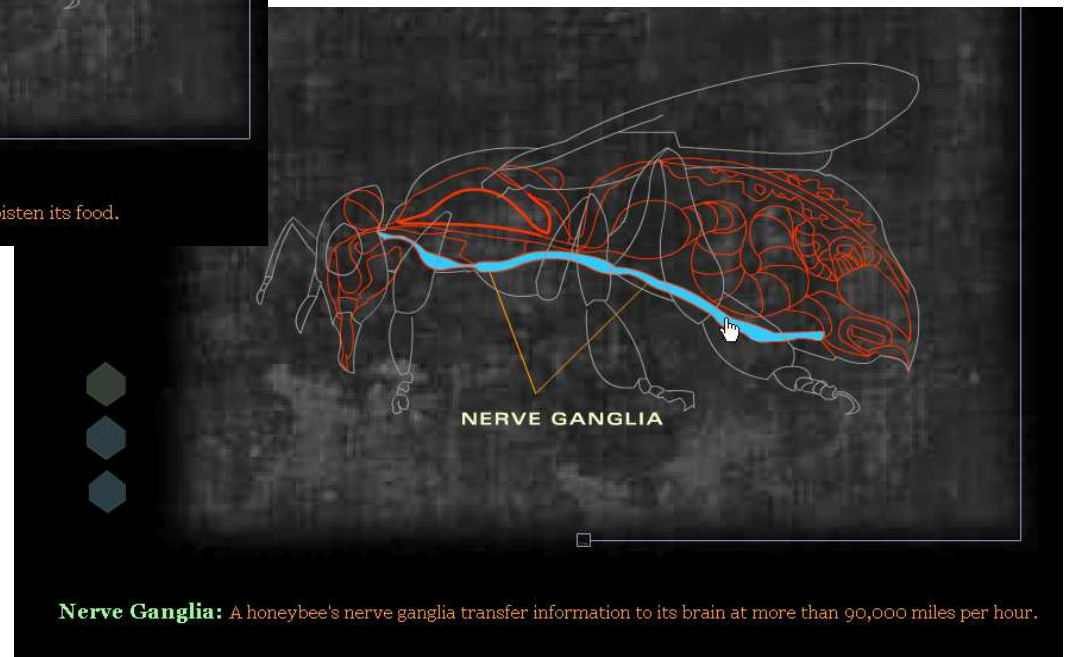 its food.
NERVE GANGLIA
Nerve Ganglia: A honeybee's nerve ganglia transfer information to its brain at more than 90,000 miles per hour.